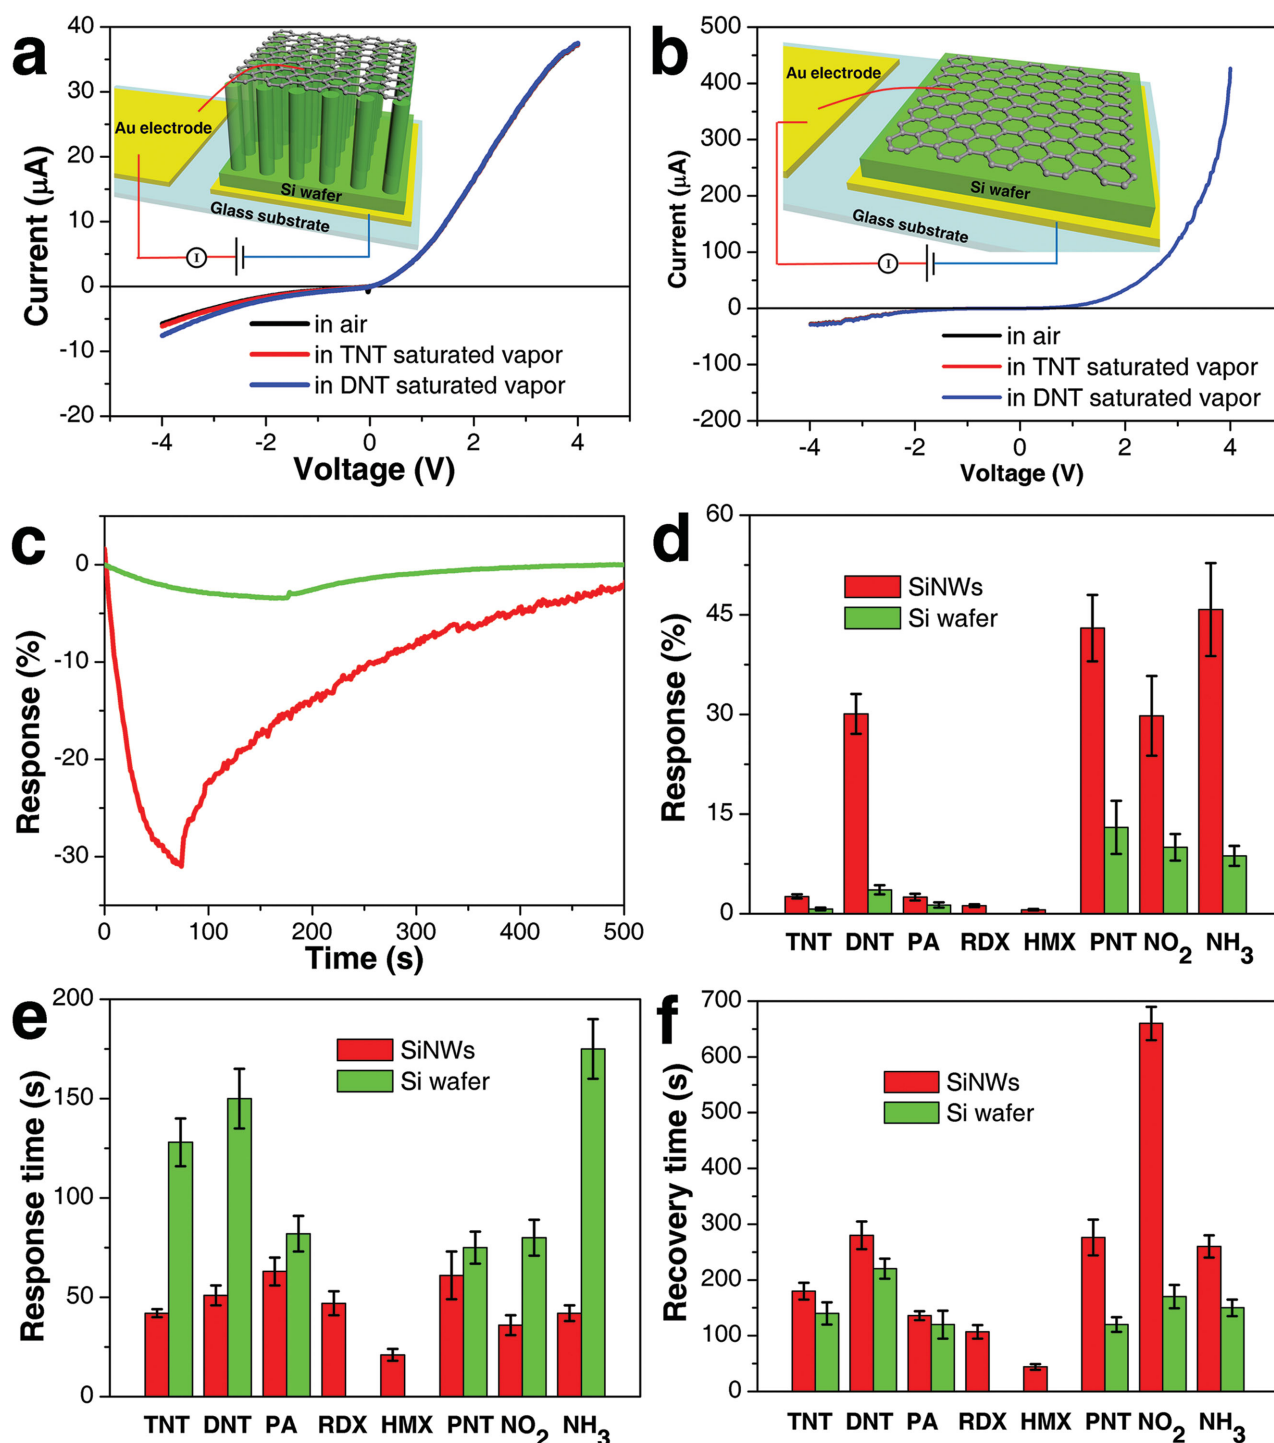 a
Current (μA)
40
30
20
10
0
-10
-20
Au electrode
Si wafer
Glass substrate
I
in air
in TNT saturated vapor
in DNT saturated vapor
-4 -2 0 2 4
Voltage (V)
b
Current (μA)
500
400
300
200
100
0
-100
-200
Au electrode
Si wafer
Glass substrate
I
in air
in TNT saturated vapor
in DNT saturated vapor
-4 -2 0 2 4
Voltage (V)
c
Response (%)
0
-10
-20
-30
0 100 200 300 400 500
Time (s)
d
Response (%)
60
45
30
15
0
SiNWs
Si wafer
TNT DNT PA RDX HMX PNT NO2 NH3
e
Response time (s)
200
150
100
50
0
SiNWs
Si wafer
TNT DNT PA RDX HMX PNT NO2 NH3
f
Recovery time (s)
700
600
500
400
300
200
100
0
SiNWs
Si wafer
TNT DNT PA RDX HMX PNT NO2 NH3